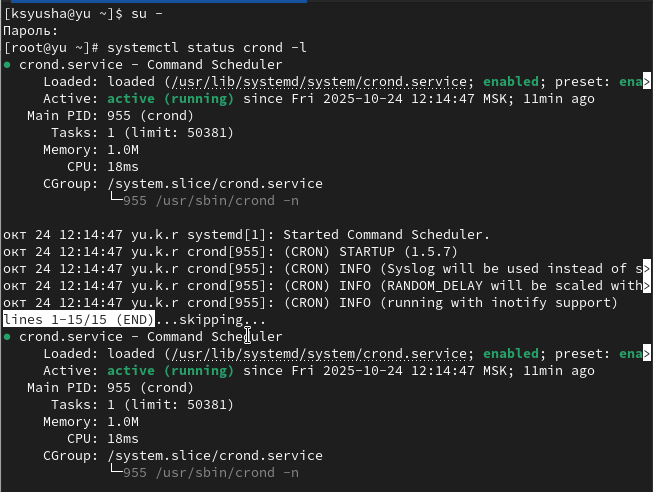 [ksyusha@yu ~]$ su -
Пароль:
[root@yu ~]# systemctl status crond -l
● crond.service - Command Scheduler
     Loaded: loaded (/usr/lib/systemd/system/crond.service; enabled; preset: ena>
     Active: active (running) since Fri 2025-10-24 12:14:47 MSK; 11min ago
   Main PID: 955 (crond)
      Tasks: 1 (limit: 50381)
     Memory: 1.0M
        CPU: 18ms
     CGroup: /system.slice/crond.service
             └─955 /usr/sbin/crond -n

окт 24 12:14:47 yu.k.r systemd[1]: Started Command Scheduler.
окт 24 12:14:47 yu.k.r crond[955]: (CRON) STARTUP (1.5.7)
окт 24 12:14:47 yu.k.r crond[955]: (CRON) INFO (Syslog will be used instead of s>
окт 24 12:14:47 yu.k.r crond[955]: (CRON) INFO (RANDOM_DELAY will be scaled with>
окт 24 12:14:47 yu.k.r crond[955]: (CRON) INFO (running with inotify support)
lines 1-15/15 (END)...skipping...
● crond.service - Command Scheduler
     Loaded: loaded (/usr/lib/systemd/system/crond.service; enabled; preset: ena>
     Active: active (running) since Fri 2025-10-24 12:14:47 MSK; 11min ago
   Main PID: 955 (crond)
      Tasks: 1 (limit: 50381)
     Memory: 1.0M
        CPU: 18ms
     CGroup: /system.slice/crond.service
             └─955 /usr/sbin/crond -n